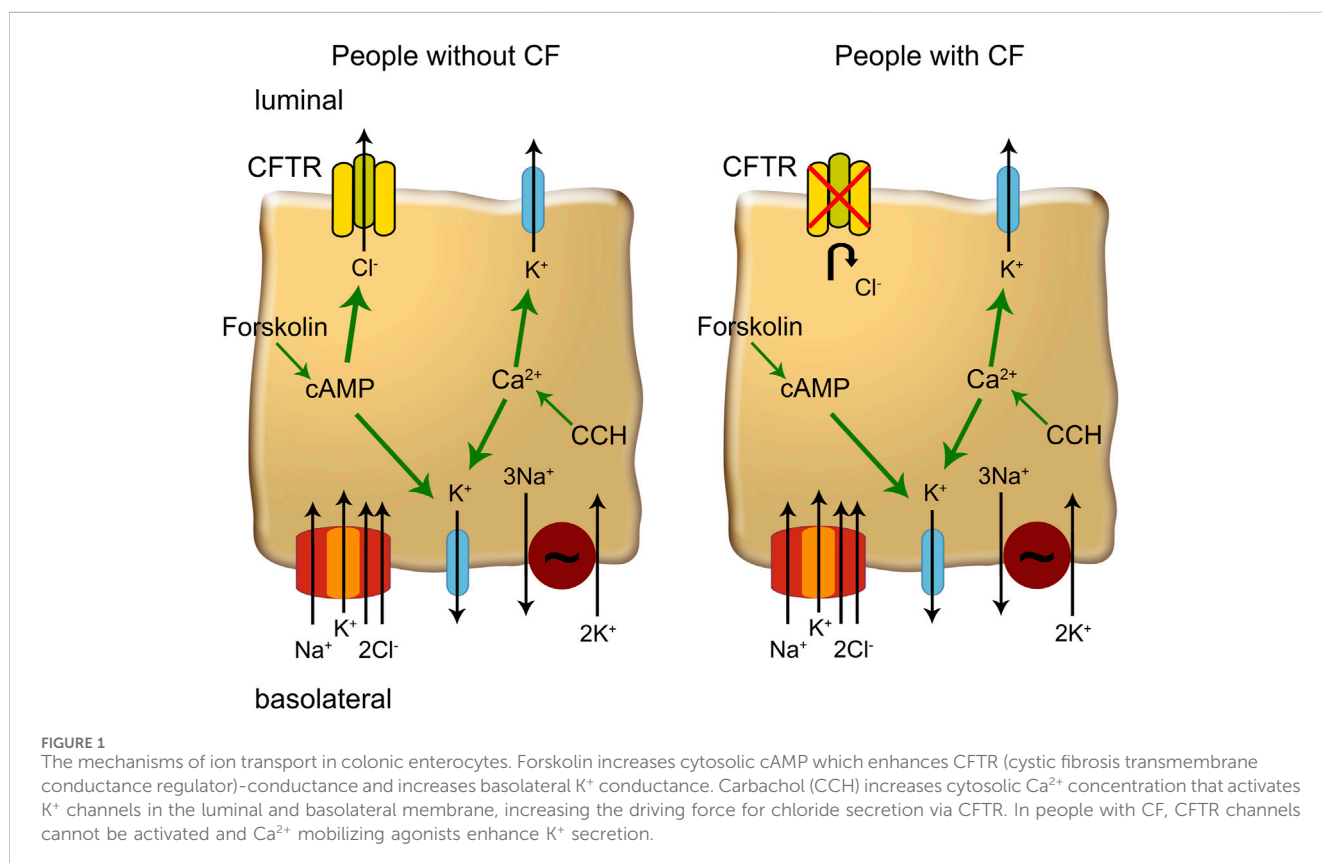 People without CF
People with CF
luminal
CFTR
CFTR
Cl⁻
K⁺
Cl⁻
K⁺
Forskolin
Forskolin
cAMP
Ca²⁺
cAMP
Ca²⁺
CCH
CCH
K⁺
3Na⁺
K⁺
3Na⁺
~
~
Na⁺
K⁺
2Cl⁻
2K⁺
Na⁺
K⁺
2Cl⁻
2K⁺
basolateral
FIGURE 1
The mechanisms of ion transport in colonic enterocytes. Forskolin increases cytosolic cAMP which enhances CFTR (cystic fibrosis transmembrane
conductance regulator)-conductance and increases basolateral K⁺ conductance. Carbachol (CCH) increases cytosolic Ca²⁺ concentration that activates
K⁺ channels in the luminal and basolateral membrane, increasing the driving force for chloride secretion via CFTR. In people with CF, CFTR channels
cannot be activated and Ca²⁺ mobilizing agonists enhance K⁺ secretion.